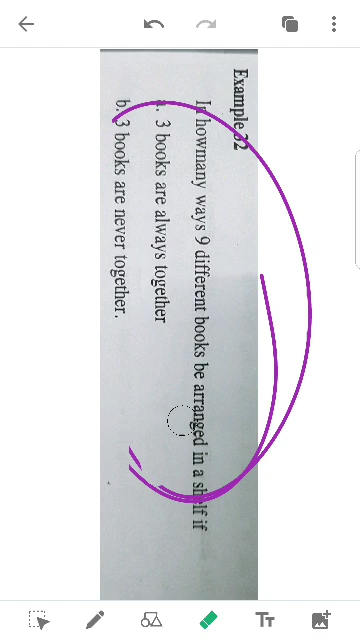 Example 32
In howmany ways 9 different books be arranged in a shelf if
a. 3 books are always together
b. 3 books are never together.
Tт